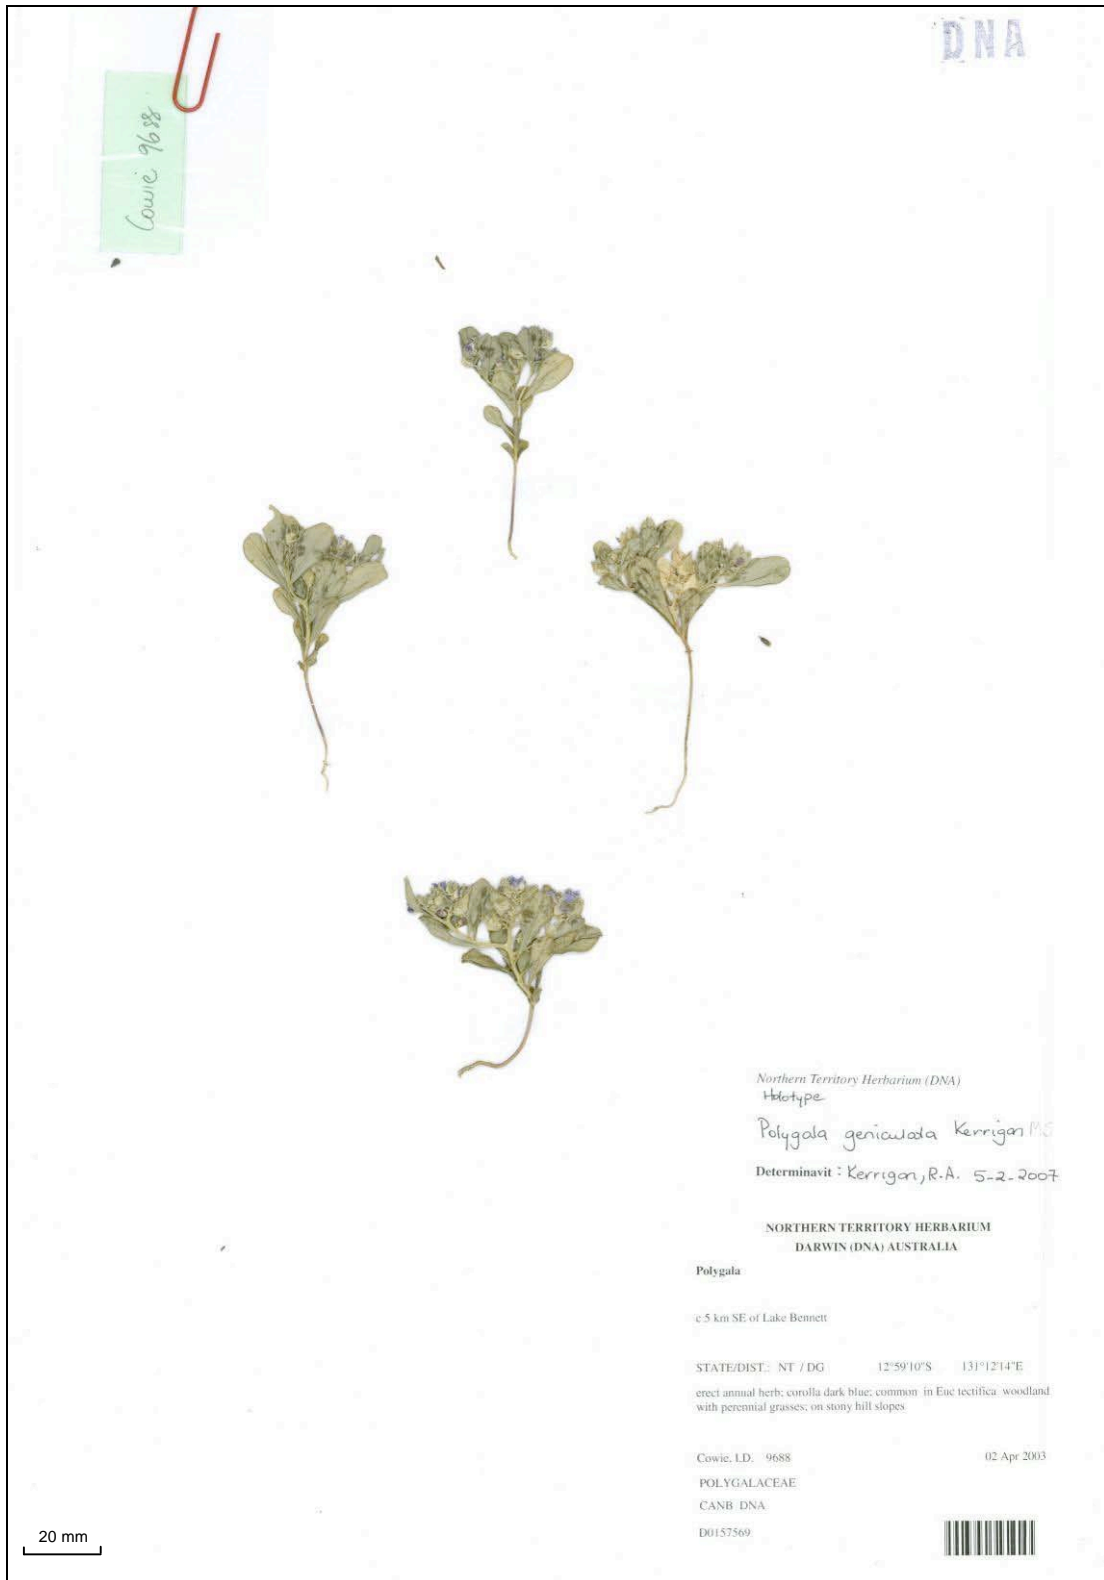 DNA
Cowie 9688
Northern Territory Herbarium (DNA)
Holotype
Polygala geniculata Kerrigan MS
Determinavit : Kerrigan, R.A. 5-2-2007
NORTHERN TERRITORY HERBARIUM
DARWIN (DNA) AUSTRALIA
Polygala
c 5 km SE of Lake Bennett
STATE/DIST.: NT / DG 12°59'10"S 131°12'14"E
erect annual herb; corolla dark blue; common in Euc tectifica woodland
with perennial grasses; on stony hill slopes
Cowie, I.D. 9688 02 Apr 2003
POLYGALACEAE
CANB DNA
D0157569
20 mm